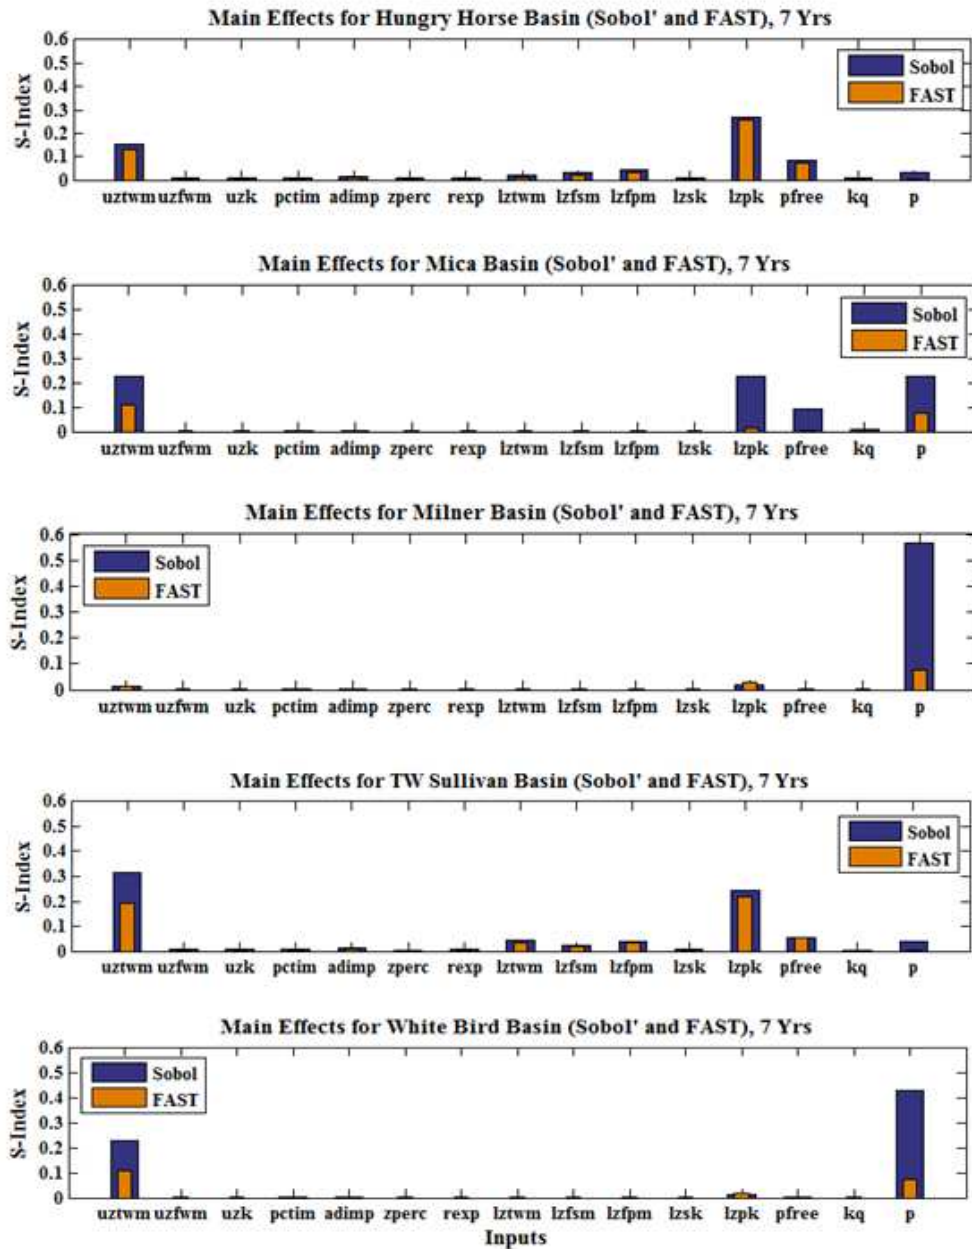 Main Effects for Hungry Horse Basin (Sobol' and FAST), 7 Yrs
S-Index
0.6
0.5
0.4
0.3
0.2
0.1
0
Sobol
FAST
uztwm uzfwm uzk pctim adimp zperc rexp lztwm lzfsm lzfpm lzsk lzpk pfree kq p
Main Effects for Mica Basin (Sobol' and FAST), 7 Yrs
S-Index
0.6
0.5
0.4
0.3
0.2
0.1
0
Sobol
FAST
uztwm uzfwm uzk pctim adimp zperc rexp lztwm lzfsm lzfpm lzsk lzpk pfree kq p
Main Effects for Milner Basin (Sobol' and FAST), 7 Yrs
S-Index
0.6
0.5
0.4
0.3
0.2
0.1
0
Sobol
FAST
uztwm uzfwm uzk pctim adimp zperc rexp lztwm lzfsm lzfpm lzsk lzpk pfree kq p
Main Effects for TW Sullivan Basin (Sobol' and FAST), 7 Yrs
S-Index
0.6
0.5
0.4
0.3
0.2
0.1
0
Sobol
FAST
uztwm uzfwm uzk pctim adimp zperc rexp lztwm lzfsm lzfpm lzsk lzpk pfree kq p
Main Effects for White Bird Basin (Sobol' and FAST), 7 Yrs
S-Index
0.6
0.5
0.4
0.3
0.2
0.1
0
Sobol
FAST
uztwm uzfwm uzk pctim adimp zperc rexp lztwm lzfsm lzfpm lzsk lzpk pfree kq p
Inputs